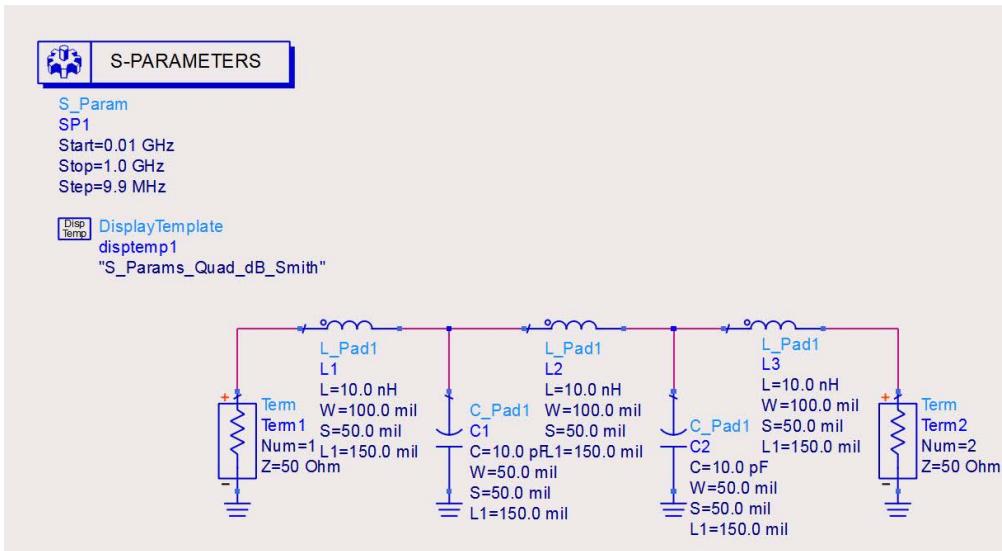 S-PARAMETERS
S_Param
SP1
Start=0.01 GHz
Stop=1.0 GHz
Step=9.9 MHz
Disp
Temp
DisplayTemplate
disptemp1
"S_Params_Quad_dB_Smith"
+
Term
Term1
Num=1
Z=50 Ohm
-
L_Pad1
L1
L=10.0 nH
W=100.0 mil
S=50.0 mil
L1=150.0 mil
C_Pad1
C1
C=10.0 pF
W=50.0 mil
S=50.0 mil
L1=150.0 mil
L_Pad1
L2
L=10.0 nH
W=100.0 mil
S=50.0 mil
L1=150.0 mil
C_Pad1
C2
C=10.0 pF
W=50.0 mil
S=50.0 mil
L1=150.0 mil
L_Pad1
L3
L=10.0 nH
W=100.0 mil
S=50.0 mil
L1=150.0 mil
+
Term
Term2
Num=2
Z=50 Ohm
-